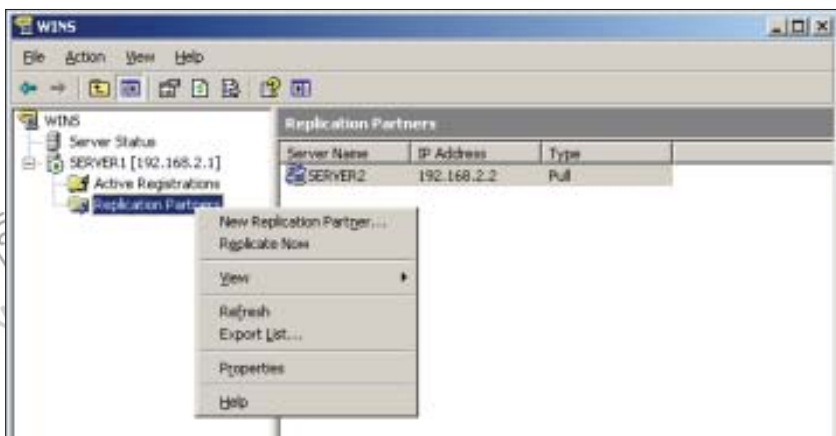 WINS
File Action View Help
WINS
Server Status
SERVER1 [192.168.2.1]
Active Registrations
Replication Partners
Replication Partners
Server Name IP Address Type
SERVER2 192.168.2.2 Pull
New Replication Partner...
Replicate Now
View
Refresh
Export List...
Properties
Help